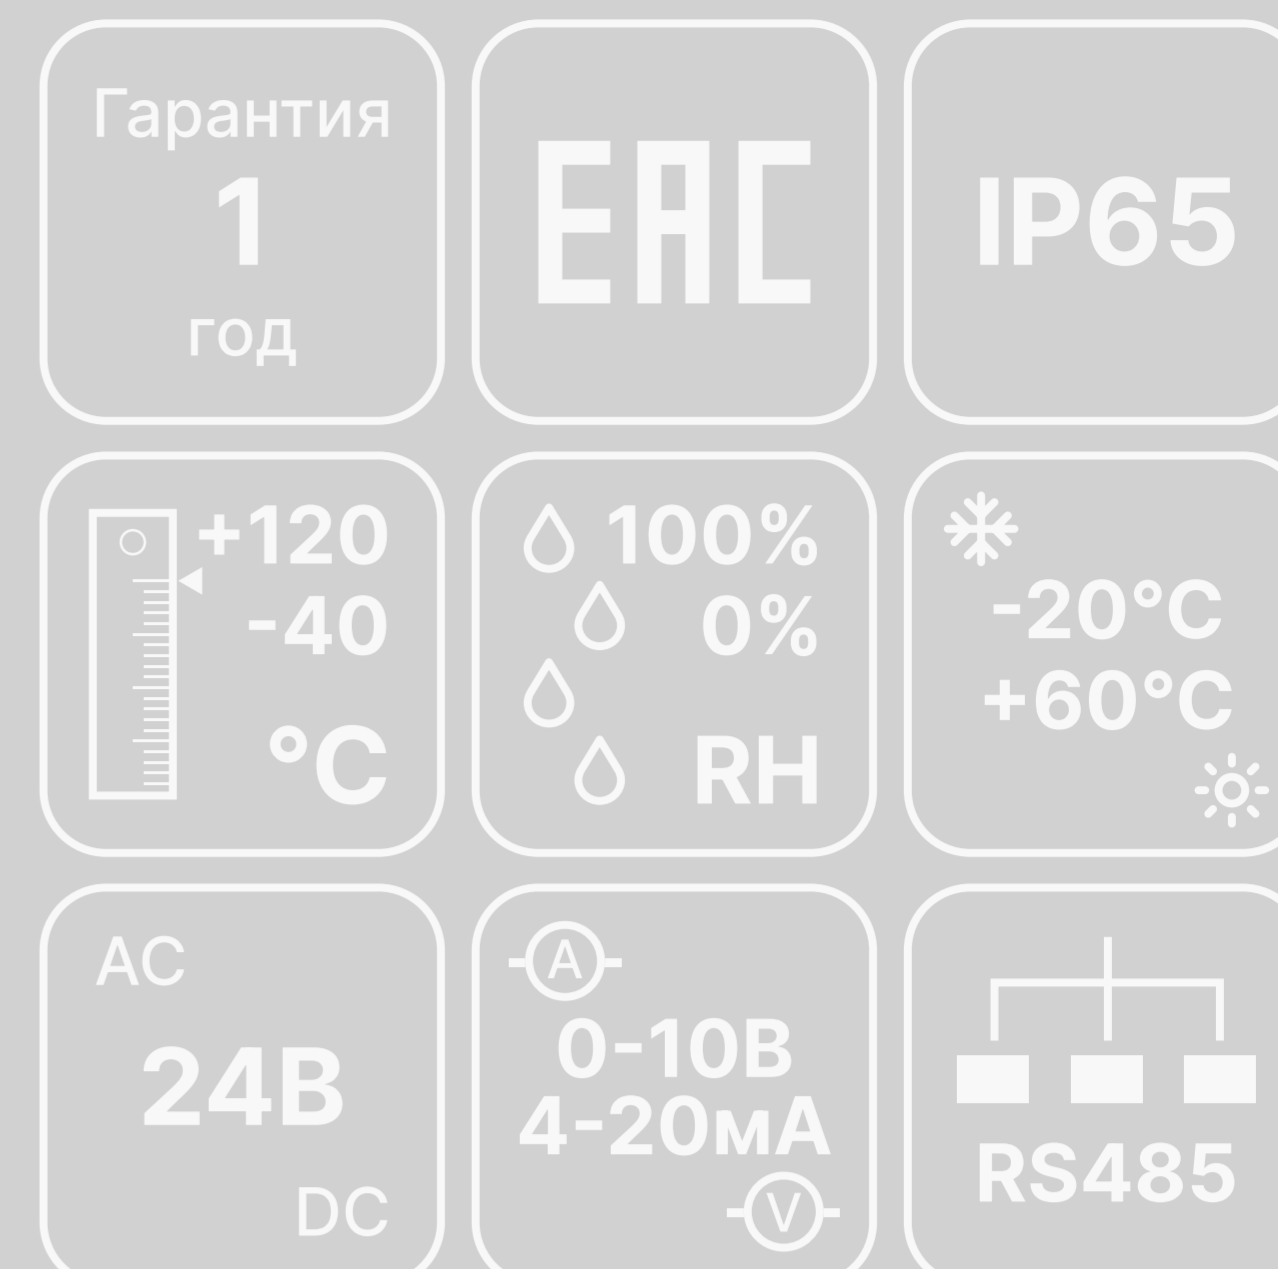 Гарантия
1
год
EAC
IP65
+120
-40
°C
100%
0%
RH
-20°C
+60°C
AC
24В
DC
A
0-10В
4-20мА
V
RS485